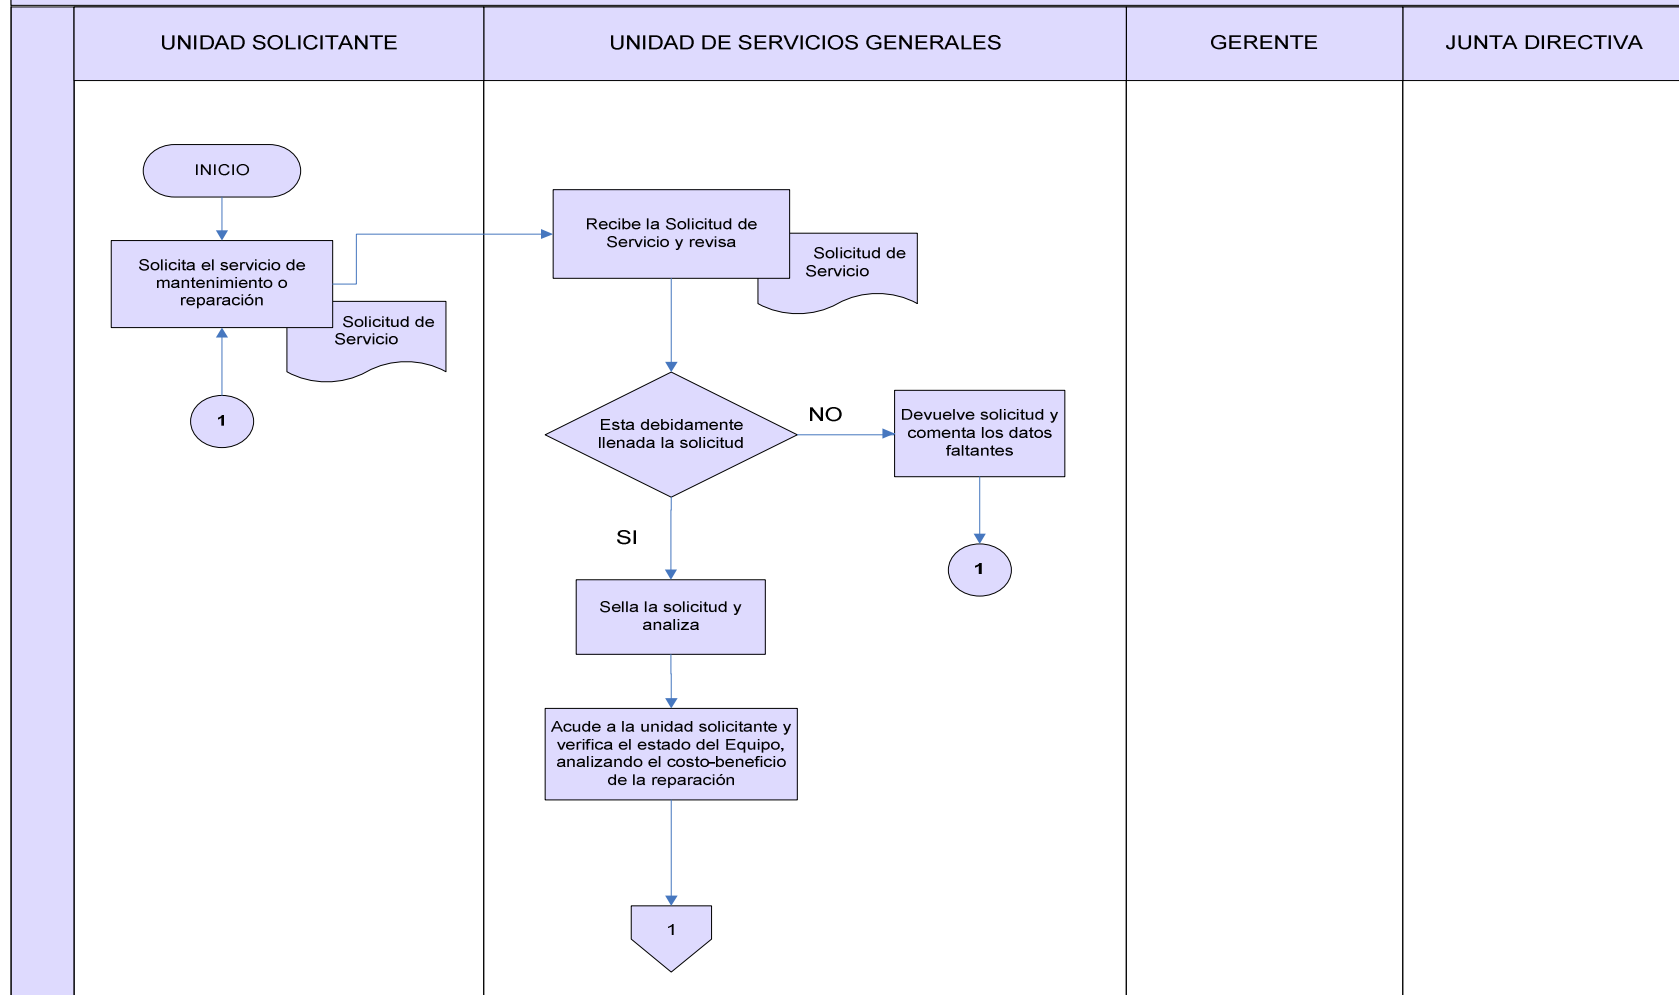 UNIDAD SOLICITANTE
UNIDAD DE SERVICIOS GENERALES
GERENTE
JUNTA DIRECTIVA
INICIO
Solicita el servicio de
mantenimiento o
reparación
Solicitud de
Servicio
1
Recibe la Solicitud de
Servicio y revisa
Solicitud de
Servicio
Esta debidamente
llenada la solicitud
NO
Devuelve solicitud y
comenta los datos
faltantes
1
SI
Sella la solicitud y
analiza
Acude a la unidad solicitante y
verifica el estado del Equipo,
analizando el costo-beneficio
de la reparación
1